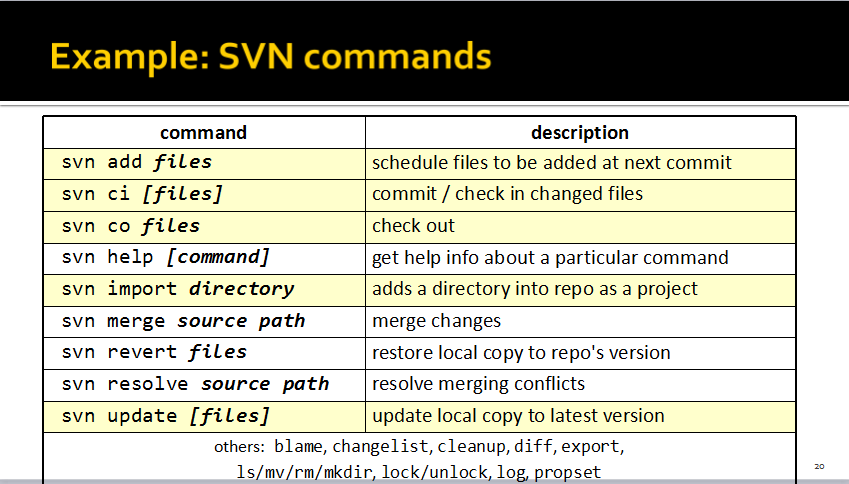 Example: SVN commands
command description
svn add files schedule files to be added at next commit
svn ci [files] commit / check in changed files
svn co files check out
svn help [command] get help info about a particular command
svn import directory adds a directory into repo as a project
svn merge source path merge changes
svn revert files restore local copy to repo's version
svn resolve source path resolve merging conflicts
svn update [files] update local copy to latest version
others: blame, changelist, cleanup, diff, export,
ls/mv/rm/mkdir, lock/unlock, log, propset
20